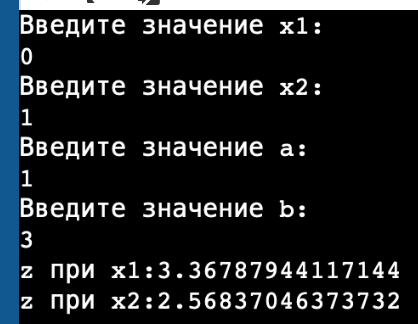 Введите значение x1:
0
Введите значение x2:
1
Введите значение a:
1
Введите значение b:
3
z при x1:3.36787944117144
z при x2:2.56837046373732